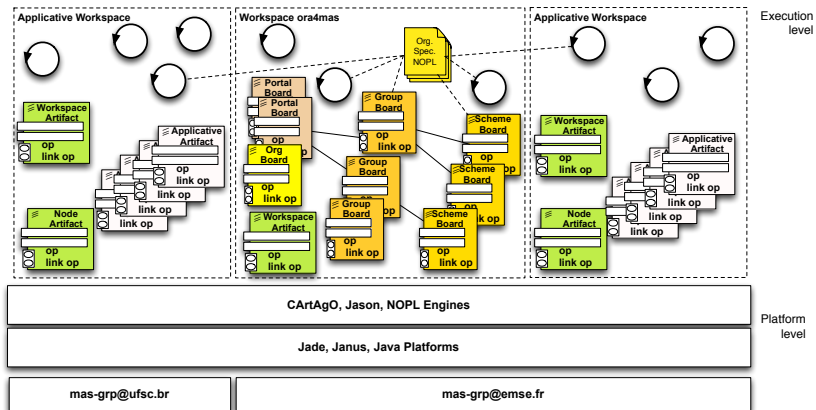 Applicative Workspace
Workspace ora4mas
Applicative Workspace
Execution
level
Org.
Spec.
NOPL
Workspace
Artifact
op
link op
Applicative
Artifact
op
link op
link op
link op
link op
Node
Artifact
op
link op
Portal
Board
Portal
Board
Org
Board
op
link op
Workspace
Artifact
op
link op
Group
Board
op
link op
Group
Board
op
Group
Board
op
link op
Scheme
Board
op
Scheme
Board
op
k op
Scheme
Board
op
link op
Workspace
Artifact
op
link op
Applicative
Artifact
op
link op
link op
link op
link op
Node
Artifact
op
link op
CArtAgO, Jason, NOPL Engines
Platform
level
Jade, Janus, Java Platforms
mas-grp@ufsc.br
mas-grp@emse.fr